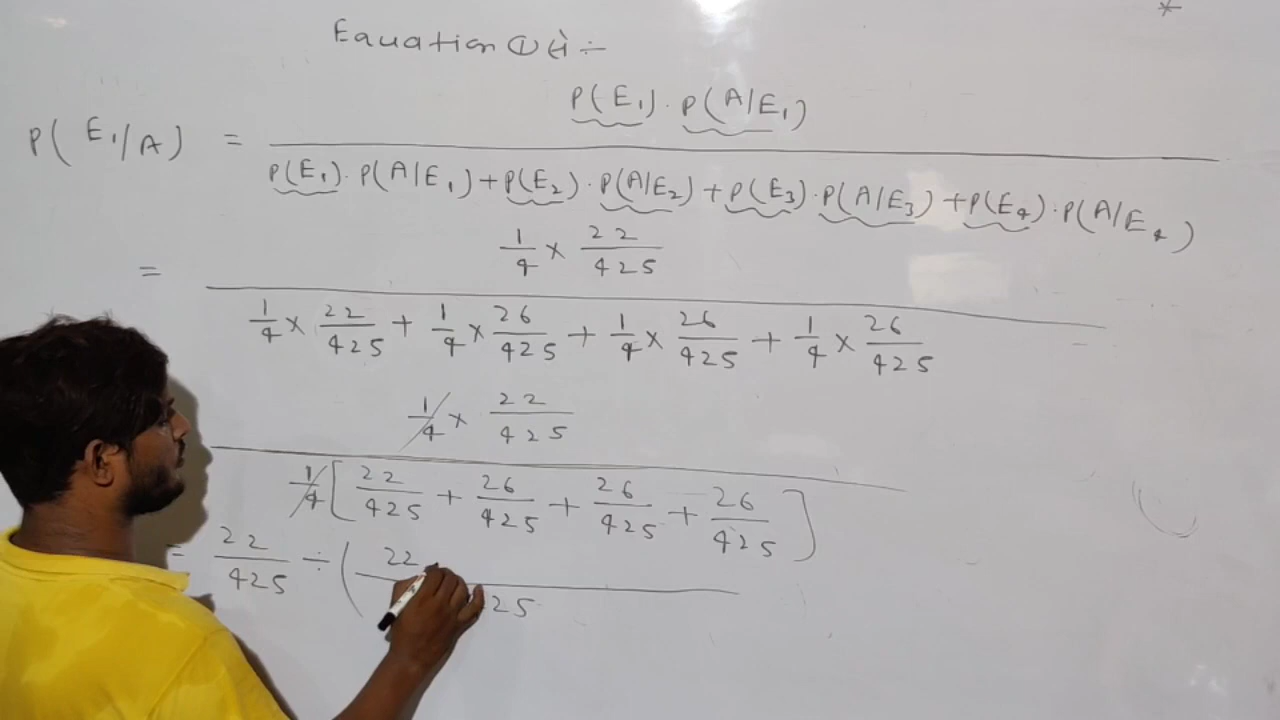 *
Equation ① से :-
P(E₁/A) = P(E₁) . P(A/E₁) / P(E₁) . P(A/E₁) + P(E₂) . P(A/E₂) + P(E₃) . P(A/E₃) + P(E₄) . P(A/E₄)
= 1/4 × 22/425 / 1/4 × 22/425 + 1/4 × 26/425 + 1/4 × 26/425 + 1/4 × 26/425
1/4 × 22/425 / 1/4 [ 22/425 + 26/425 + 26/425 + 26/425 ]
= 22/425 ÷ ( 22 / 25